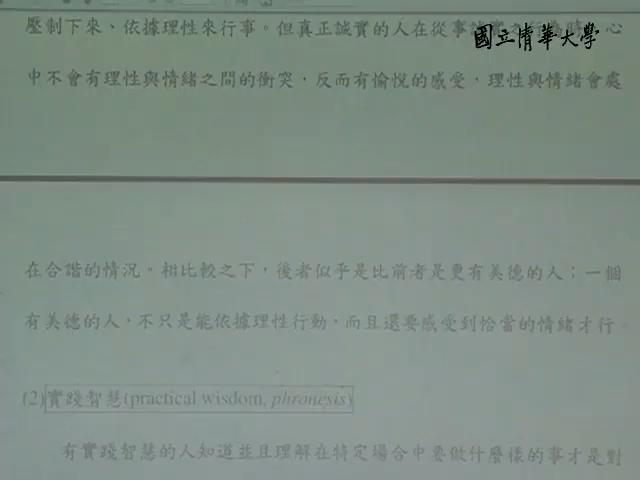 壓制下來、依據理性來行事。但真正誠實的人在從事誠實之行為時，心
國立清華大學
中不會有理性與情緒之間的衝突，反而有愉悅的感受，理性與情緒會處
在合諧的情況。相比較之下，後者似乎是比前者是更有美德的人；一個
有美德的人，不只是能依據理性行動，而且還要感受到恰當的情緒才行。
(2)實踐智慧(practical wisdom, phronesis)
有實踐智慧的人知道並且理解在特定場合中要做什麼樣的事才是對